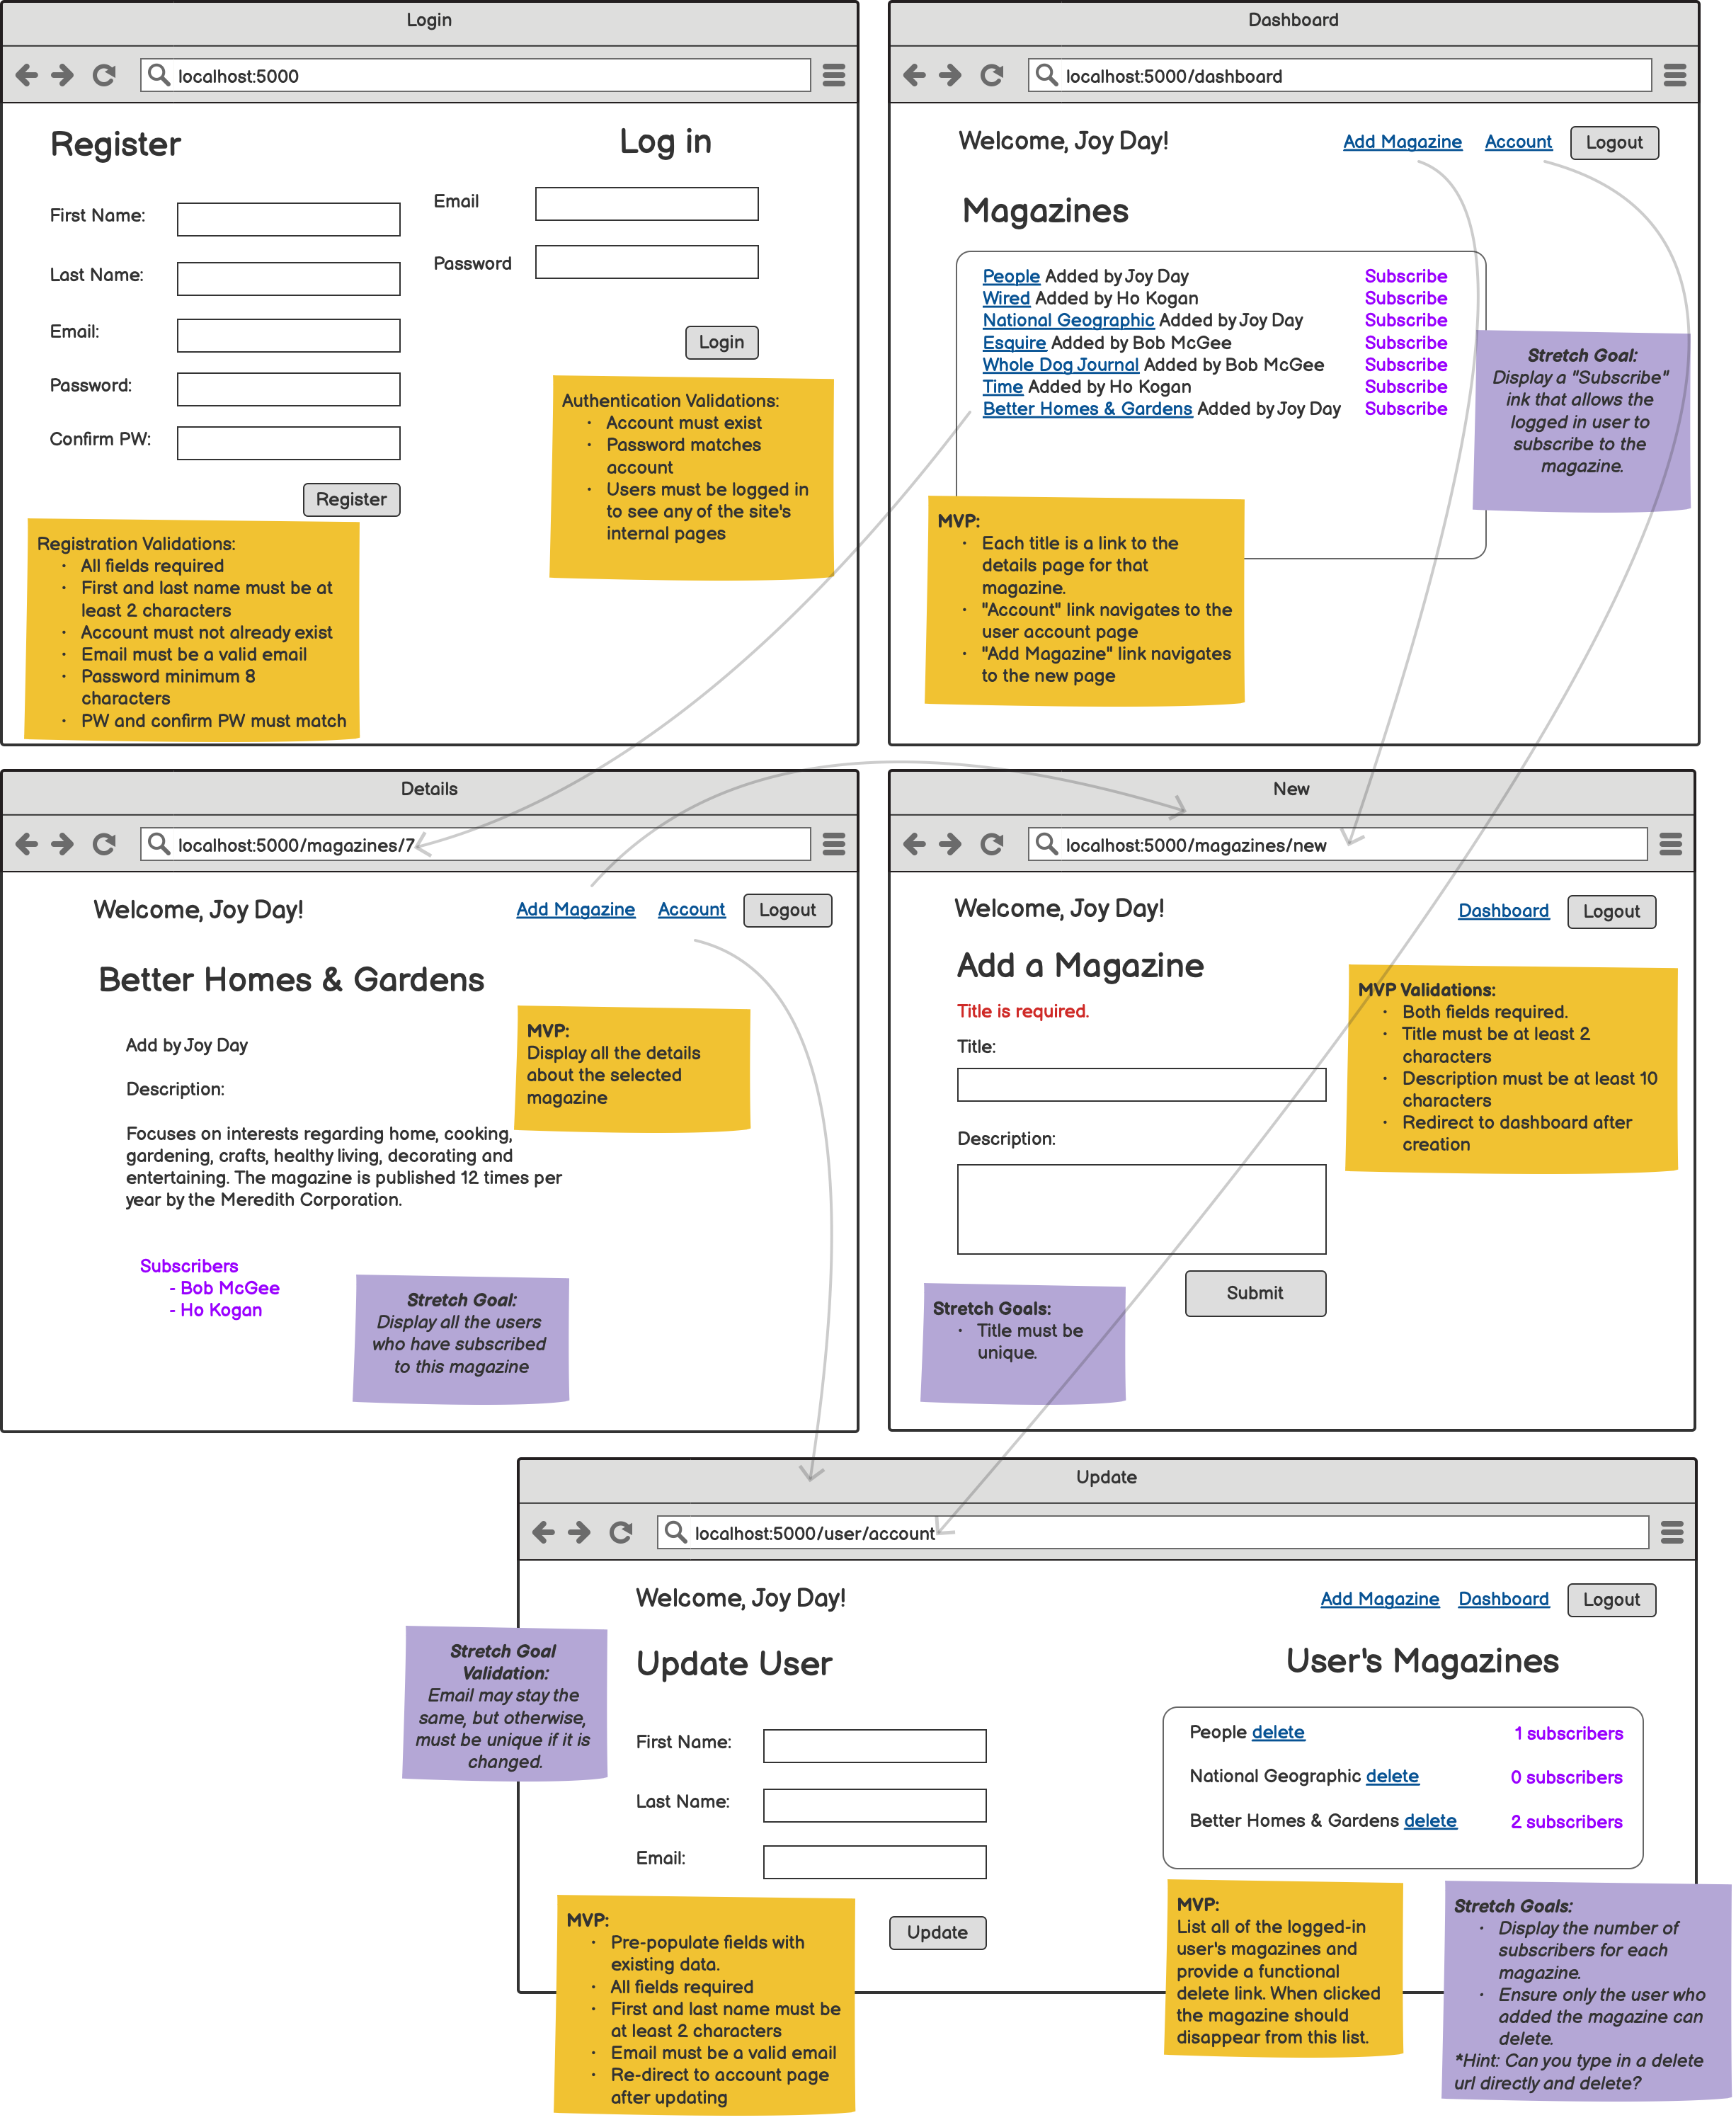 Login
localhost:5000
Register
First Name:
Last Name:
Email:
Password:
Confirm PW:
Register
Registration Validations:
· All fields required
· First and last name must be at
least 2 characters
· Account must not already exist
· Email must be a valid email
· Password minimum 8
characters
· PW and confirm PW must match
Log in
Email
Password
Login
Authentication Validations:
· Account must exist
· Password matches
account
· Users must be logged in
to see any of the site's
internal pages
Dashboard
localhost:5000/dashboard
Welcome, Joy Day!
Add Magazine
Account
Logout
Magazines
People Added by Joy Day Subscribe
Wired Added by Ho Kogan Subscribe
National Geographic Added by Joy Day Subscribe
Esquire Added by Bob McGee Subscribe
Whole Dog Journal Added by Bob McGee Subscribe
Time Added by Ho Kogan Subscribe
Better Homes & Gardens Added by Joy Day Subscribe
Stretch Goal:
Display a "Subscribe"
ink that allows the
logged in user to
subscribe to the
magazine.
MVP:
· Each title is a link to the
details page for that
magazine.
· "Account" link navigates to the
user account page
· "Add Magazine" link navigates
to the new page
Details
localhost:5000/magazines/7
Welcome, Joy Day!
Add Magazine
Account
Logout
Better Homes & Gardens
Add by Joy Day
Description:
Focuses on interests regarding home, cooking,
gardening, crafts, healthy living, decorating and
entertaining. The magazine is published 12 times per
year by the Meredith Corporation.
MVP:
Display all the details
about the selected
magazine
Subscribers
- Bob McGee
- Ho Kogan
Stretch Goal:
Display all the users
who have subscribed
to this magazine
New
localhost:5000/magazines/new
Welcome, Joy Day!
Dashboard
Logout
Add a Magazine
Title is required.
Title:
Description:
Submit
MVP Validations:
· Both fields required.
· Title must be at least 2
characters
· Description must be at least 10
characters
· Redirect to dashboard after
creation
Stretch Goals:
· Title must be
unique.
Update
localhost:5000/user/account
Welcome, Joy Day!
Add Magazine
Dashboard
Logout
Stretch Goal
Validation:
Email may stay the
same, but otherwise,
must be unique if it is
changed.
Update User
First Name:
Last Name:
Email:
Update
MVP:
· Pre-populate fields with
existing data.
· All fields required
· First and last name must be
at least 2 characters
· Email must be a valid email
· Re-direct to account page
after updating
User's Magazines
People delete 1 subscribers
National Geographic delete 0 subscribers
Better Homes & Gardens delete 2 subscribers
MVP:
List all of the logged-in
user's magazines and
provide a functional
delete link. When clicked
the magazine should
disappear from this list.
Stretch Goals:
· Display the number of
subscribers for each
magazine.
· Ensure only the user who
added the magazine can
delete.
*Hint: Can you type in a delete
url directly and delete?